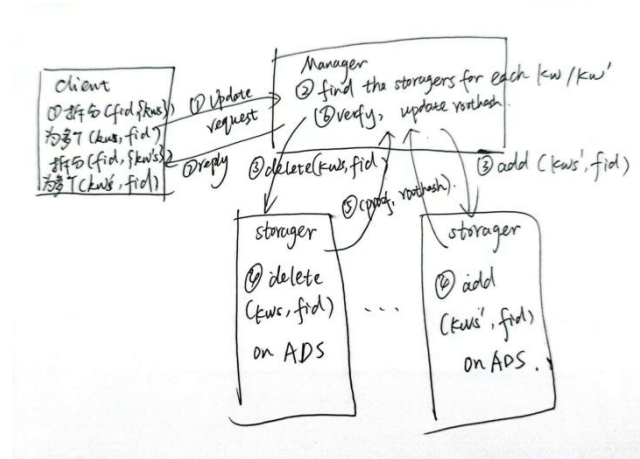 client
① 拆分(fid,{kws})
为多个(kws,fid)
拆分(fid,{kw's})
为多个(kws',fid)
① Update
request
⑦ reply
Manager
② find the storagers for each kw/kw'
⑥ verify, update roothash.
③ delete(kws,fid)
③ add (kws',fid)
⑤ (proof, roothash).
storager
④ delete
(kws,fid)
on ADS
...
storager
④ add
(kws',fid)
on ADS.